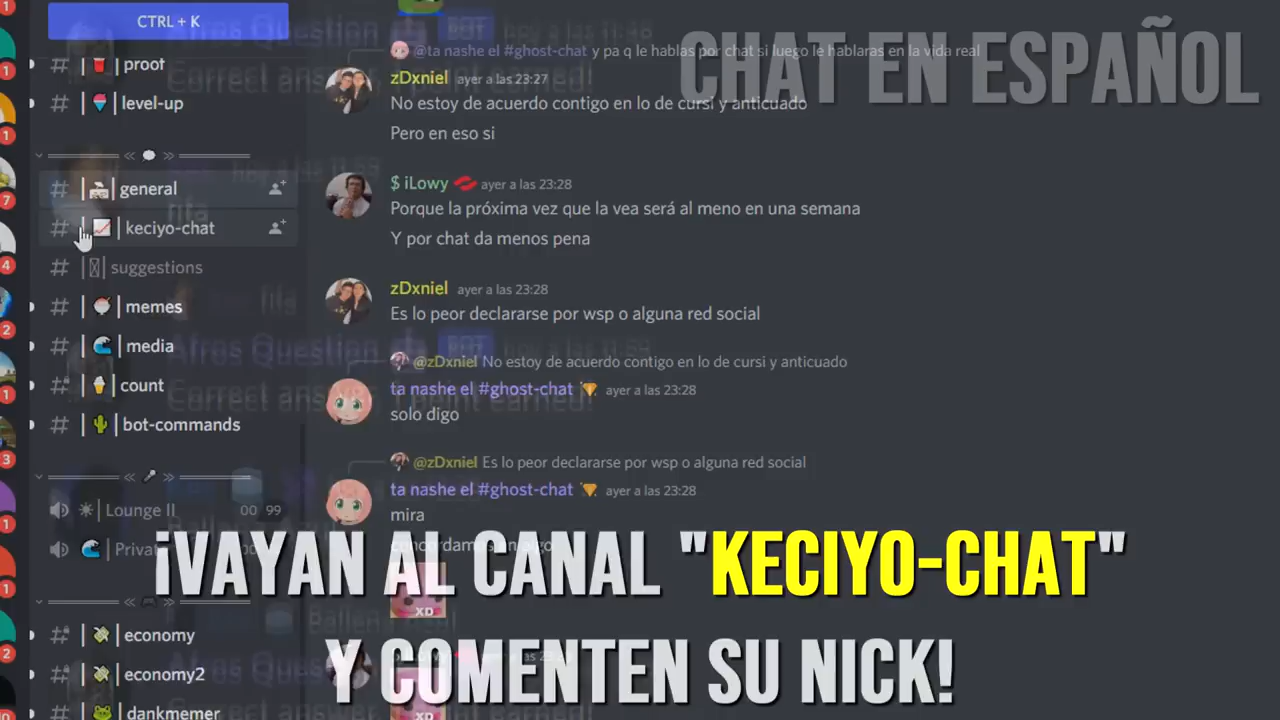 CTRL + K
proof
level-up
general
keciyo-chat
suggestions
memes
media
count
bot-commands
Lounge II
00 99
Privat
economy
economy2
dankmemer
CHAT EN ESPAÑOL
@ta nashe el #ghost-chat y pa q le hablas por chat si luego le hablaras en la vida real
zDxniel ayer a las 23:27
No estoy de acuerdo contigo en lo de cursi y anticuado
Pero en eso si
$ iLowy ayer a las 23:28
Porque la próxima vez que la vea será al meno en una semana
Y por chat da menos pena
zDxniel ayer a las 23:28
Es lo peor declararse por wsp o alguna red social
@zDxniel No estoy de acuerdo contigo en lo de cursi y anticuado
ta nashe el #ghost-chat ayer a las 23:28
solo digo
@zDxniel Es lo peor declararse por wsp o alguna red social
ta nashe el #ghost-chat ayer a las 23:28
mira
concordamos en algo
XD
XD
¡VAYAN AL CANAL "KECIYO-CHAT"
Y COMENTEN SU NICK!